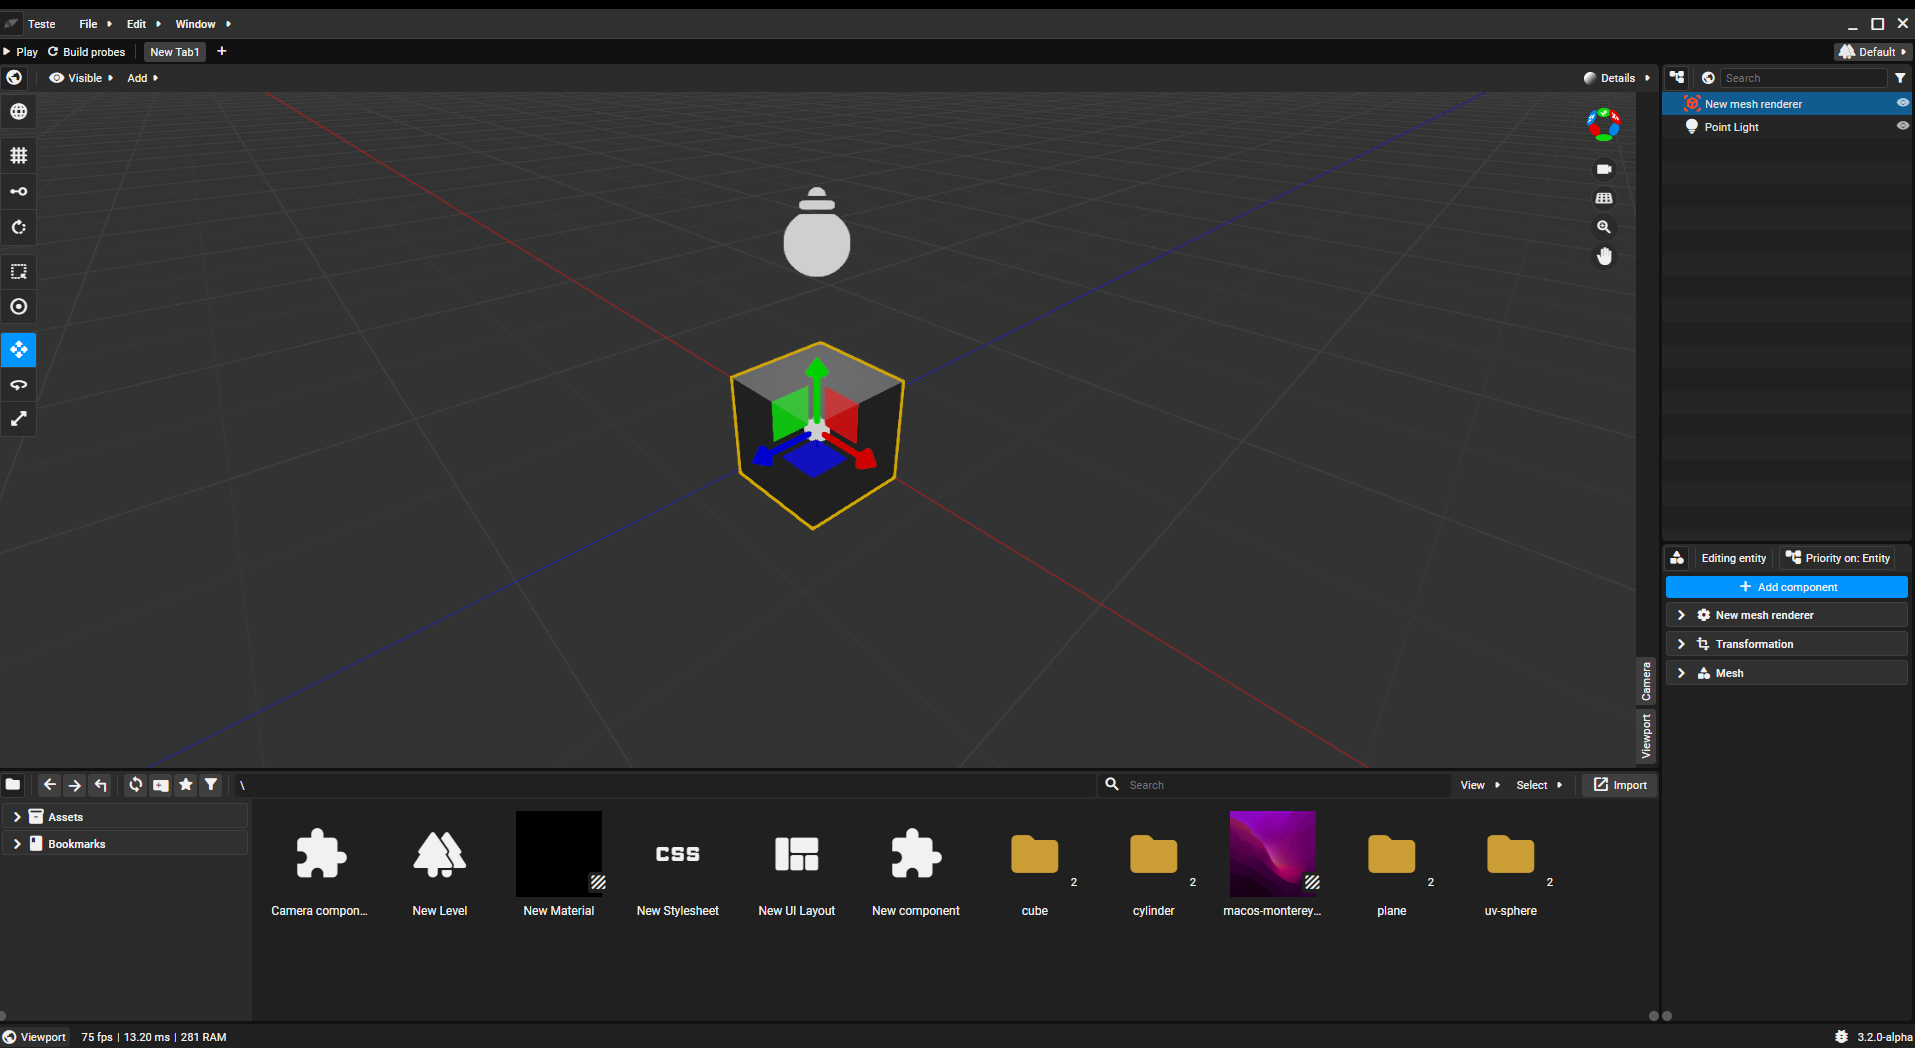 Teste File Edit Window
Play Build probes New Tab1 + Default
Visible Add Details Search
New mesh renderer
Point Light
Editing entity Priority on: Entity
+ Add component
New mesh renderer
Transformation
Mesh
Camera
Viewport
\ Search View Select Import
Assets
Bookmarks
CSS
2 2 2 2
Camera compon... New Level New Material New Stylesheet New UI Layout New component cube cylinder macos-monterey... plane uv-sphere
Viewport 75 fps | 13.20 ms | 281 RAM 3.2.0-alpha